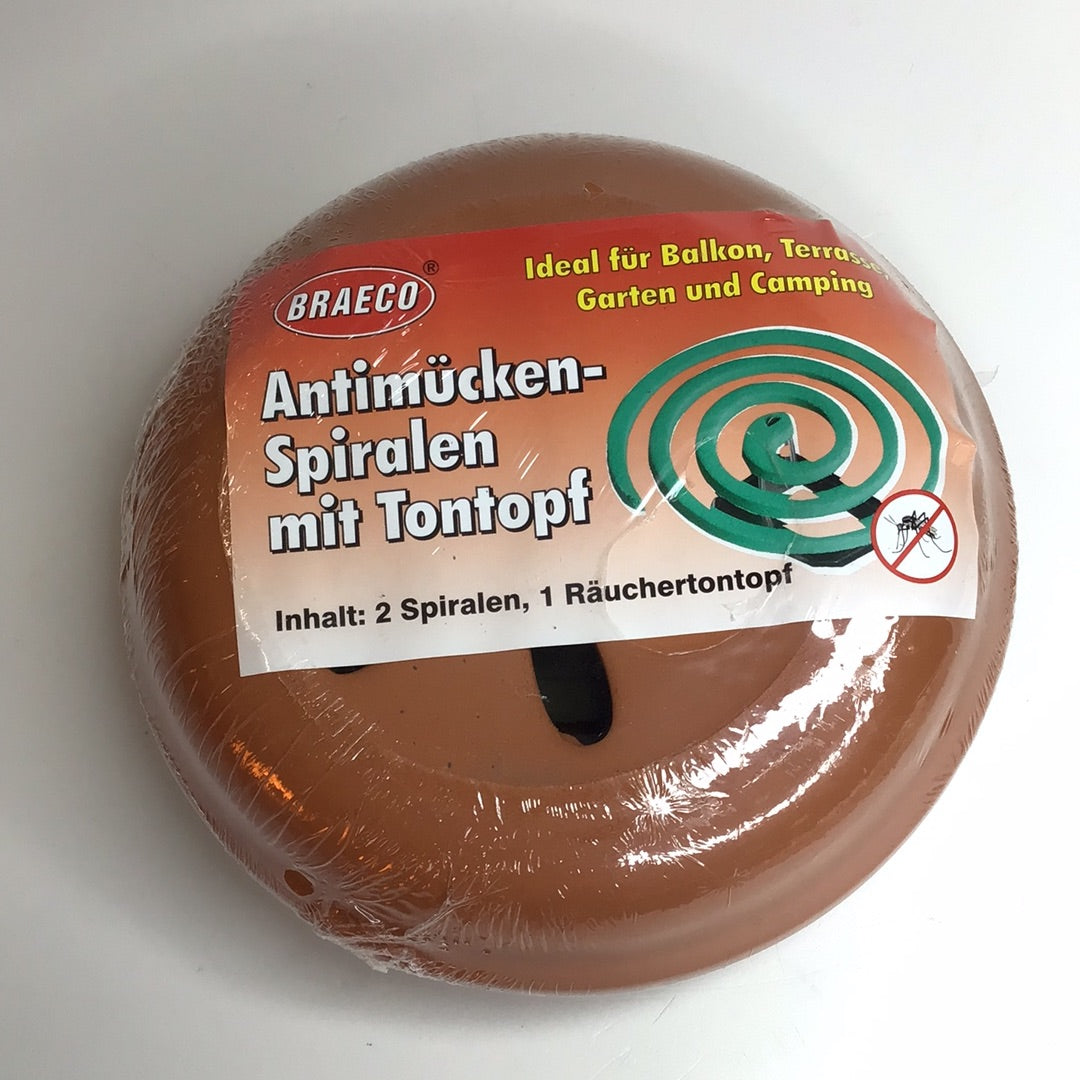 BRAECO®
Ideal für Balkon, Terrasse,
Garten und Camping
Antimücken-
Spiralen
mit Tontopf
Inhalt: 2 Spiralen, 1 Räuchertontopf